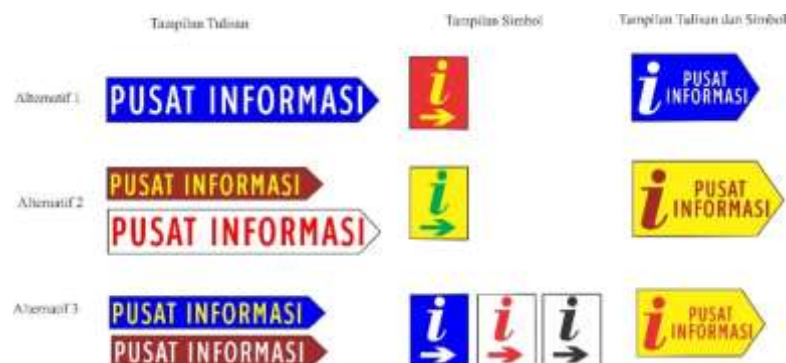 Tampilan Tulisan
Tampilan Simbol
Tampilan Tulisan dan Simbol
Alternatif 1
PUSAT INFORMASI
i
i PUSAT
INFORMASI
Alternatif 2
PUSAT INFORMASI
PUSAT INFORMASI
i
i PUSAT
INFORMASI
Alternatif 3
PUSAT INFORMASI
PUSAT INFORMASI
i
i
i
i PUSAT
INFORMASI